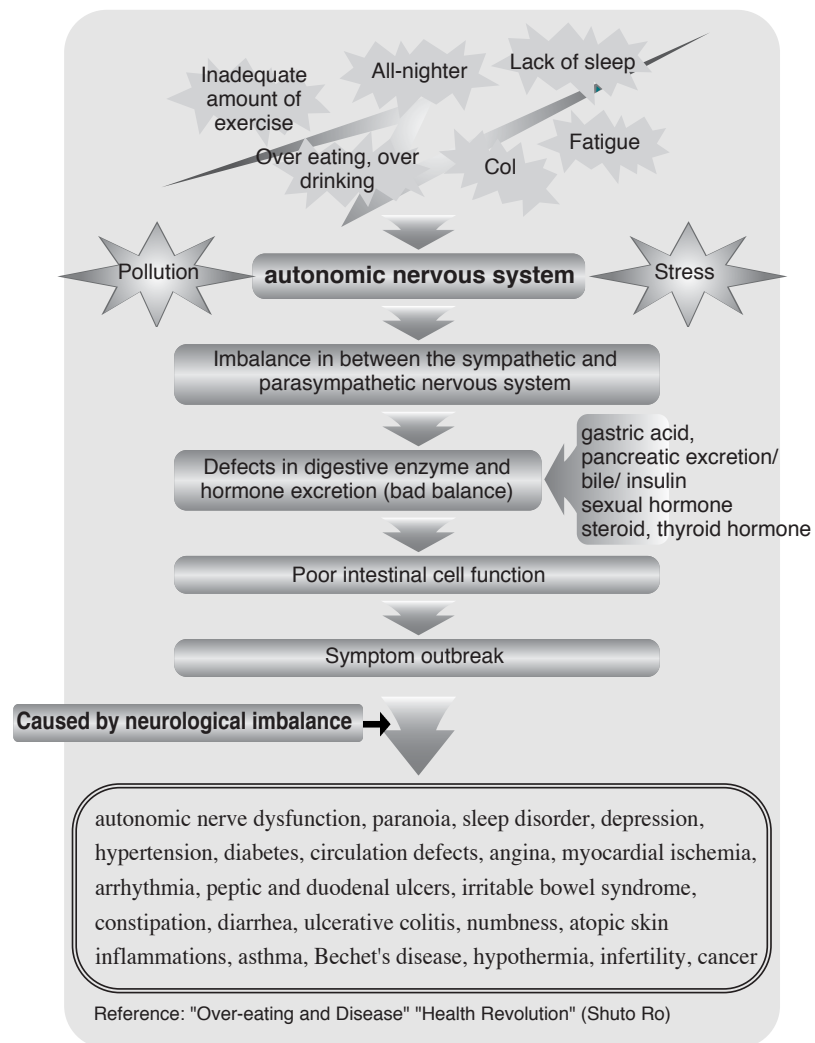 Inadequate
amount of
exercise
All-nighter
Lack of sleep
Over eating, over
drinking
Col
Fatigue
Pollution
autonomic nervous system
Stress
Imbalance in between the sympathetic and
parasympathetic nervous system
Defects in digestive enzyme and
hormone excretion (bad balance)
gastric acid,
pancreatic excretion/
bile/ insulin
sexual hormone
steroid, thyroid hormone
Poor intestinal cell function
Symptom outbreak
Caused by neurological imbalance
autonomic nerve dysfunction, paranoia, sleep disorder, depression,
hypertension, diabetes, circulation defects, angina, myocardial ischemia,
arrhythmia, peptic and duodenal ulcers, irritable bowel syndrome,
constipation, diarrhea, ulcerative colitis, numbness, atopic skin
inflammations, asthma, Bechet's disease, hypothermia, infertility, cancer
Reference: "Over-eating and Disease" "Health Revolution" (Shuto Ro)